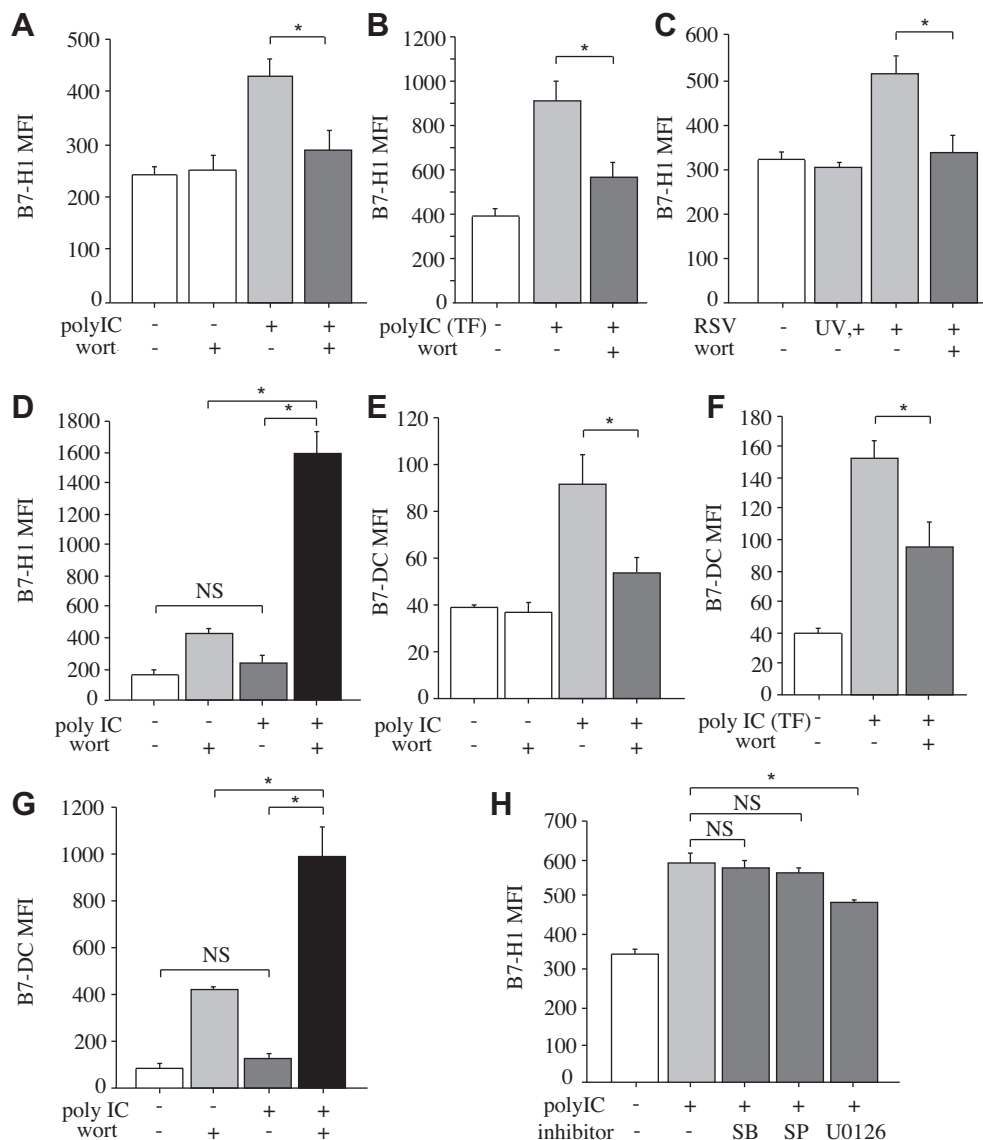 A
B7-H1 MFI
500
400
300
200
100
0
*
polyIC - - + +
wort. - + - +
B
B7-H1 MFI
1200
1000
800
600
400
200
0
*
polyIC (TF) - + +
wort - - +
C
B7-H1 MFI
600
500
400
300
300
100
0
*
RSV - UV,+ + +
wort - - - +
D
B7-H1 MFI
1800
1600
1400
1200
1000
800
600
400
200
0
*
*
NS
poly IC - - + +
wort - + - +
E
B7-DC MFI
120
100
80
60
40
20
0
*
poly IC - - + +
wort - + - +
F
B7-DC MFI
180
160
140
120
100
80
60
40
20
0
*
poly IC (TF) - + +
wort - - +
G
B7-DC MFI
1200
1000
800
600
400
200
0
*
*
NS
poly IC - - + +
wort - + - +
H
B7-H1 MFI
700
600
500
400
300
300
100
0
*
NS
NS
polyIC - + + + +
inhibitor - - SB SP U0126